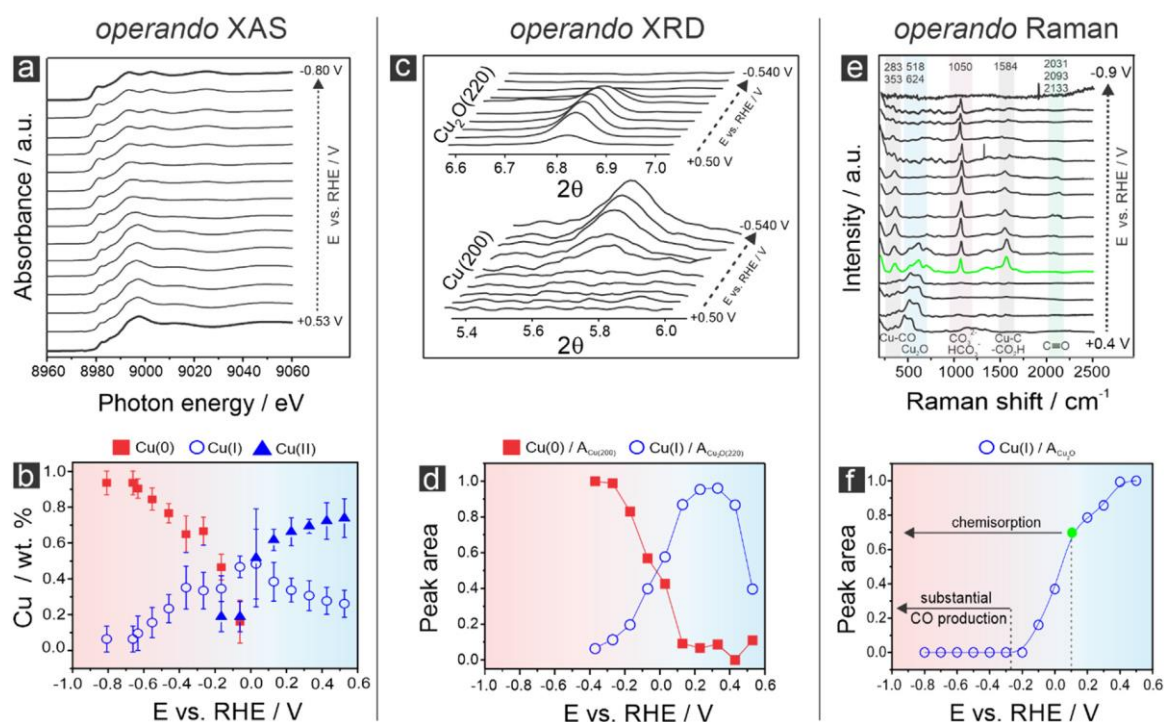 operando XAS
operando XRD
operando Raman
a
-0.80 V
+0.53 V
E vs. RHE / V
Absorbance / a.u.
8960 8980 9000 9020 9040 9060
Photon energy / eV
c
Cu₂O(220)
-0.540 V
E vs. RHE / V
+0.50 V
6.6 6.7 6.8 6.9 7.0
2θ
Cu(200)
-0.540 V
E vs. RHE / V
+0.50 V
5.4 5.6 5.7 5.8 6.0
2θ
e
283 518 1050 1584 2031
353 624 2093
2133
-0.9 V
E vs. RHE / V
+0.4 V
Intensity / a.u.
Cu-CO CO₃²⁻ Cu-C
Cu₂O HCO₃⁻ -CO₂H C≡O
500 1000 1500 2000 2500
Raman shift / cm⁻¹
b
Cu(0) Cu(I) Cu(II)
Cu / wt. %
1.0
0.8
0.6
0.4
0.2
0.0
-1.0 -0.8 -0.6 -0.4 -0.2 0.0 0.2 0.4 0.6
E vs. RHE / V
d
Cu(0) / A Cu(200) Cu(I) / A Cu₂O(220)
Peak area
1.0
0.8
0.6
0.4
0.2
0.0
-1.0 -0.8 -0.6 -0.4 -0.2 0.0 0.2 0.4 0.6
E vs. RHE / V
f
Cu(I) / A Cu₂O
Peak area
1.0
0.8
0.6
0.4
0.2
0.0
chemisorption
substantial
CO production
-1.0 -0.8 -0.6 -0.4 -0.2 0.0 0.2 0.4 0.6
E vs. RHE / V